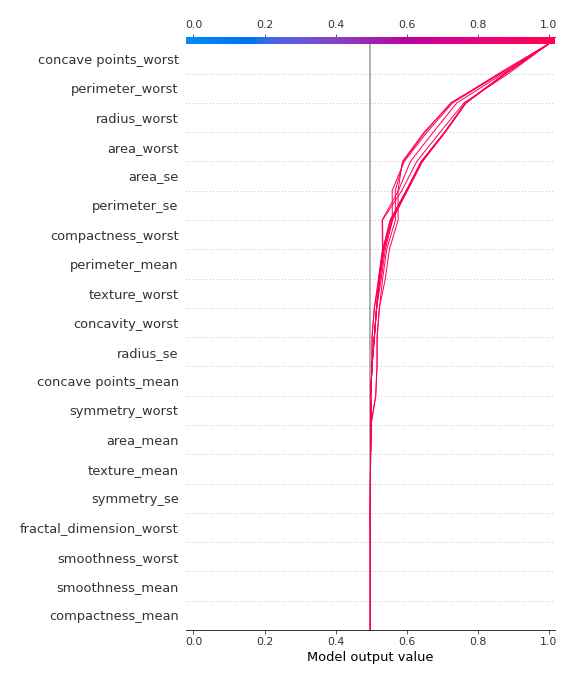 0.0 0.2 0.4 0.6 0.8 1.0
concave points_worst
perimeter_worst
radius_worst
area_worst
area_se
perimeter_se
compactness_worst
perimeter_mean
texture_worst
concavity_worst
radius_se
concave points_mean
symmetry_worst
area_mean
texture_mean
symmetry_se
fractal_dimension_worst
smoothness_worst
smoothness_mean
compactness_mean
0.0 0.2 0.4 0.6 0.8 1.0
Model output value